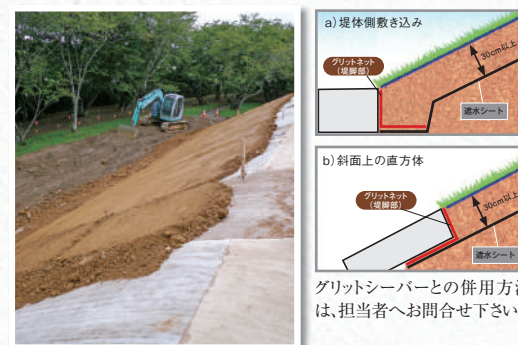 a)堤体側敷き込み
グリットネット
(堤脚部)
30cm以上
遮水シート
b)斜面上の直方体
グリットネット
(堤脚部)
30cm以上
遮水シート
グリットシーバーとの併用方法
は、担当者へお問合せ下さい